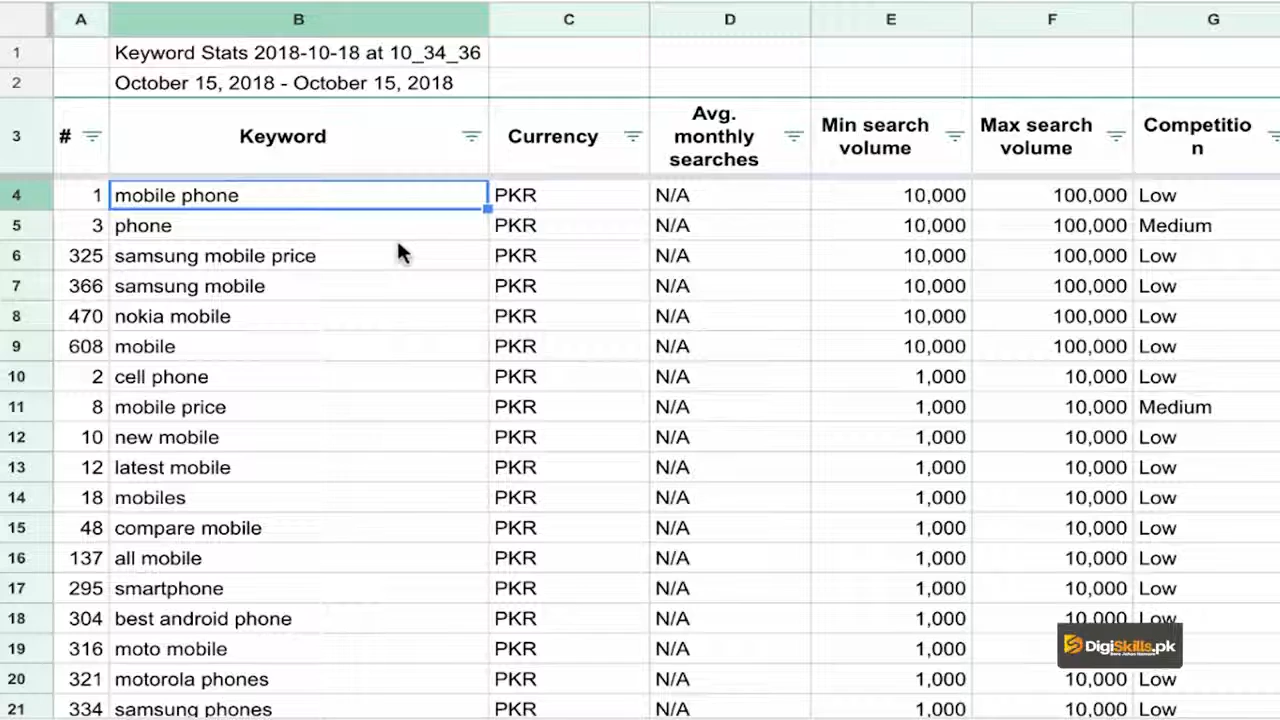 A B C D E F G
1 Keyword Stats 2018-10-18 at 10_34_36
2 October 15, 2018 - October 15, 2018
3 # Keyword Currency Avg. monthly searches Min search volume Max search volume Competition
4 1 mobile phone PKR N/A 10,000 100,000 Low
5 3 phone PKR N/A 10,000 100,000 Medium
6 325 samsung mobile price PKR N/A 10,000 100,000 Low
7 366 samsung mobile PKR N/A 10,000 100,000 Low
8 470 nokia mobile PKR N/A 10,000 100,000 Low
9 608 mobile PKR N/A 10,000 100,000 Low
10 2 cell phone PKR N/A 1,000 10,000 Low
11 8 mobile price PKR N/A 1,000 10,000 Medium
12 10 new mobile PKR N/A 1,000 10,000 Low
13 12 latest mobile PKR N/A 1,000 10,000 Low
14 18 mobiles PKR N/A 1,000 10,000 Low
15 48 compare mobile PKR N/A 1,000 10,000 Low
16 137 all mobile PKR N/A 1,000 10,000 Low
17 295 smartphone PKR N/A 1,000 10,000 Low
18 304 best android phone PKR N/A 1,000 10,000 Low
19 316 moto mobile PKR N/A 1,000
DigiSkills.pk
20 321 motorola phones PKR N/A 1,000 10,000 Low
21 334 samsung phones PKR N/A 1,000 10,000 Low